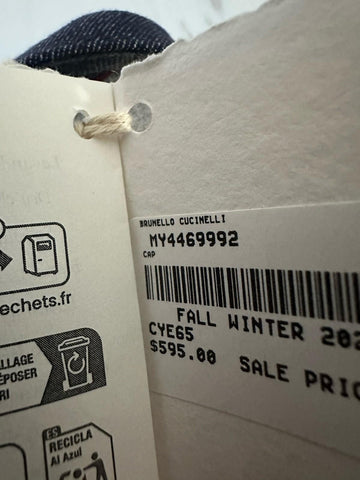 echets.fr
LLAGE
ÉPOSER
RI
ES
RECICLA
Al Azul
BRUNELLO CUCINELLI
MY4469992
CAP
FALL WINTER 202
CYE65
$595.00 SALE PRIC